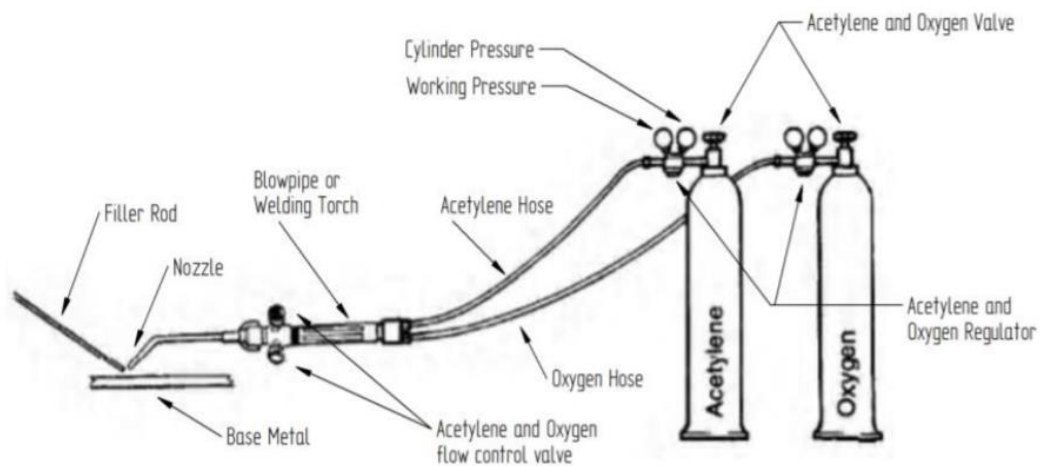 Acetylene and Oxygen Valve
Cylinder Pressure
Working Pressure
Blowpipe or
Welding Torch
Filler Rod
Acetylene Hose
Nozzle
Acetylene and
Oxygen Regulator
Acetylene
Oxygen
Oxygen Hose
Base Metal
Acetylene and Oxygen
flow control valve